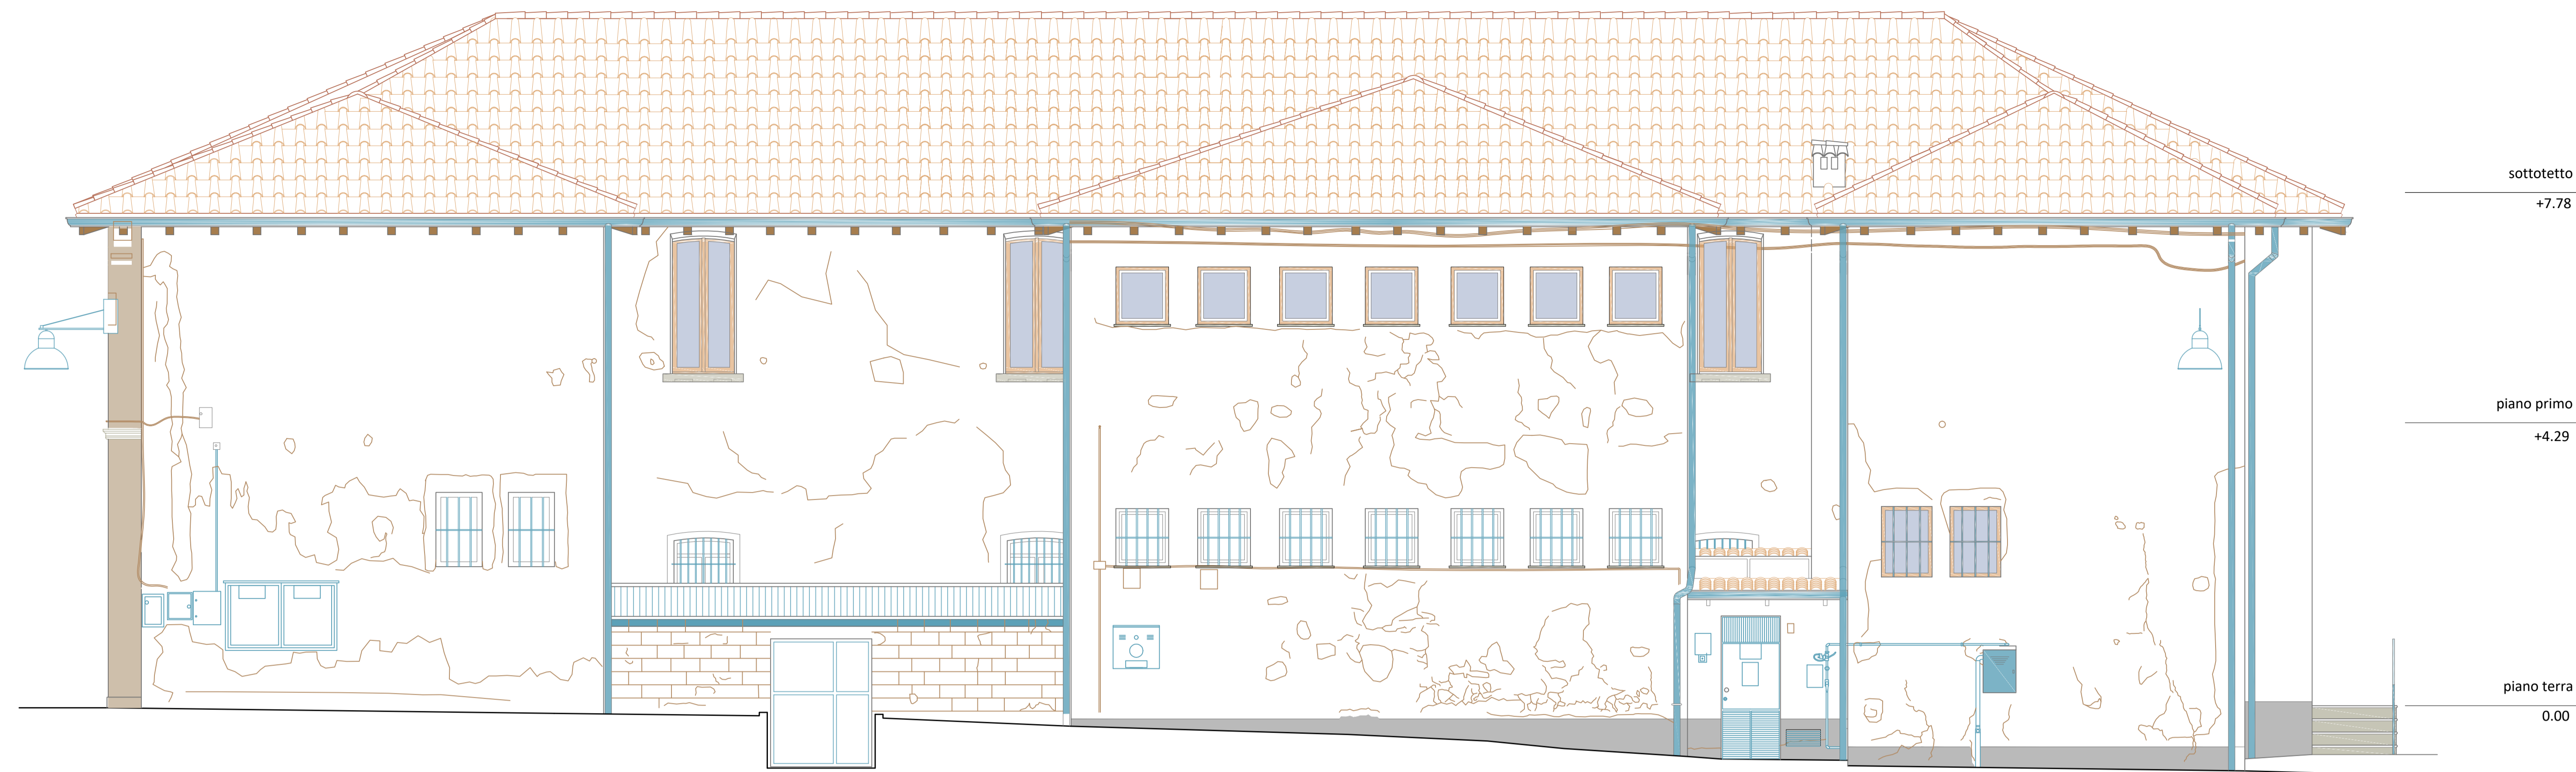 sottotetto
+7.78
piano primo
+4.29
piano terra
0.00